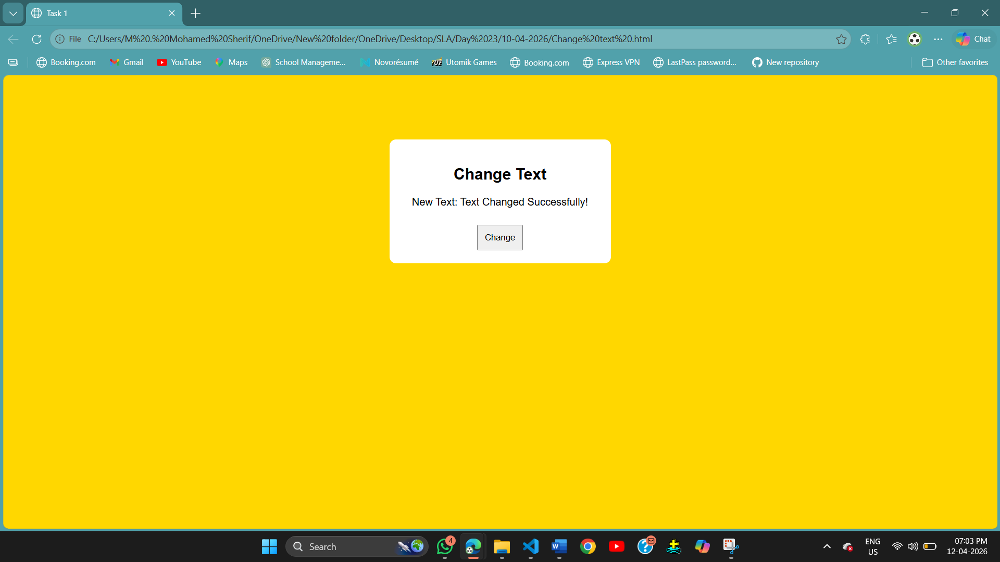 Task 1
File C:/Users/M%20.%20Mohamed%20Sherif/OneDrive/New%20folder/OneDrive/Desktop/SLA/Day%2023/10-04-2026/Change%20text%20.html
Chat
Booking.com Gmail YouTube Maps School Manageme... Novorésumé Utomik Games Booking.com Express VPN LastPass password... New repository Other favorites
Change Text
New Text: Text Changed Successfully!
Change
Search
4
ENG
US
07:03 PM
12-04-2026